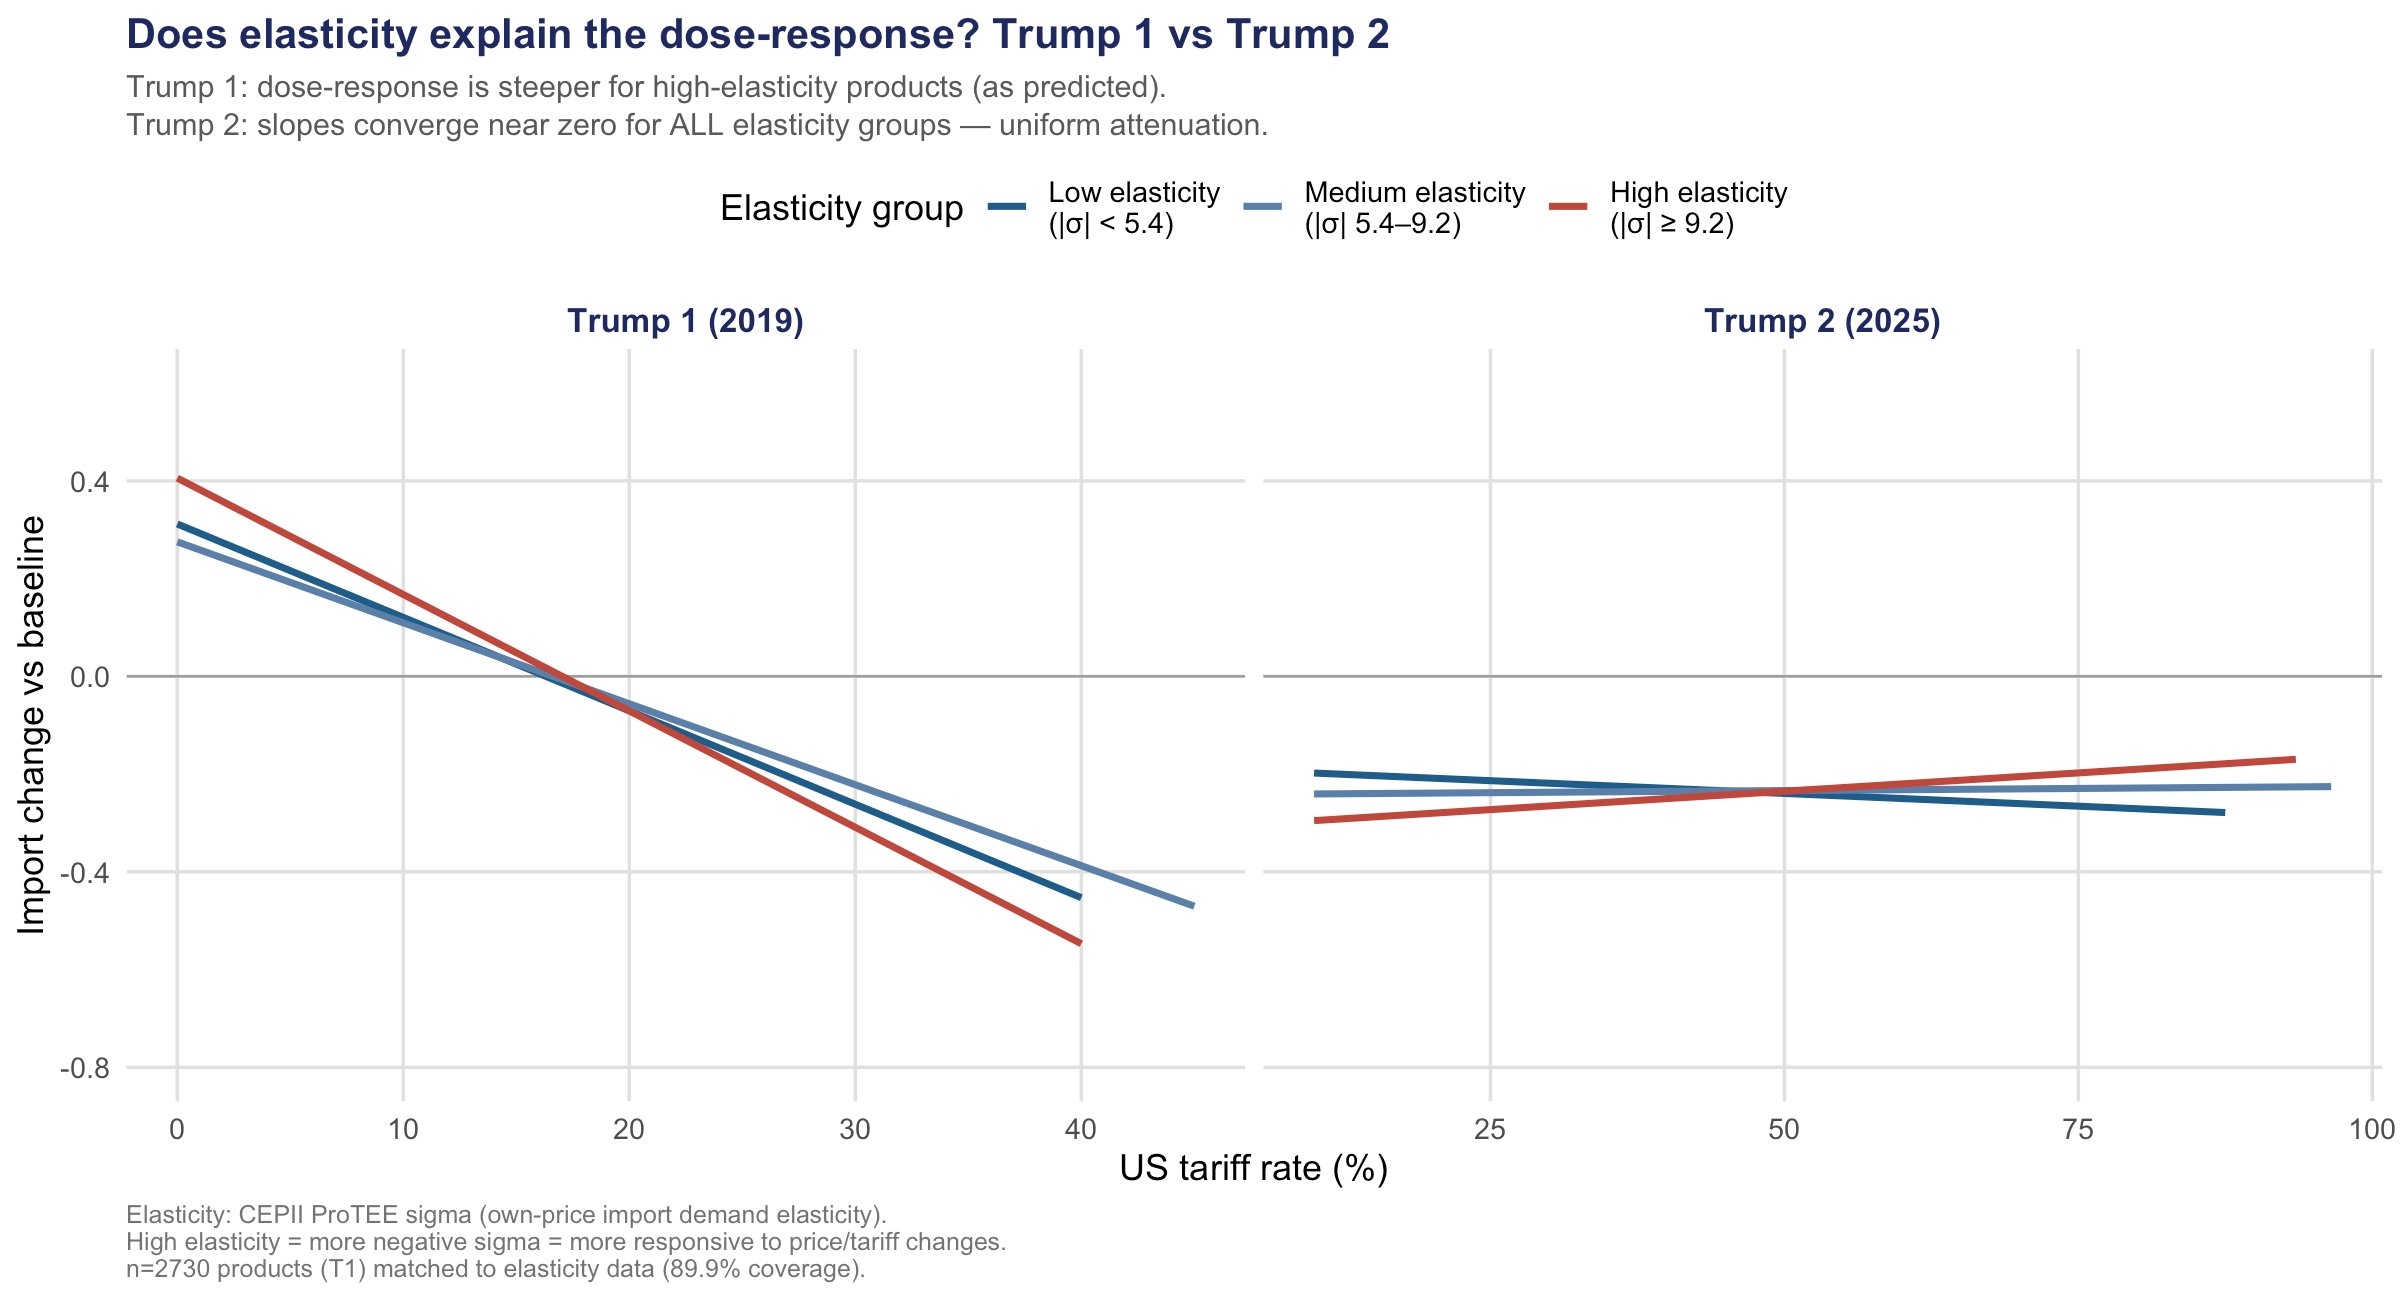 Does elasticity explain the dose-response? Trump 1 vs Trump 2
Trump 1: dose-response is steeper for high-elasticity products (as predicted).
Trump 2: slopes converge near zero for ALL elasticity groups — uniform attenuation.
Elasticity group
Low elasticity
(|σ| < 5.4)
Medium elasticity
(|σ| 5.4–9.2)
High elasticity
(|σ| ≥ 9.2)
Trump 1 (2019)
Trump 2 (2025)
Import change vs baseline
0.4
0.0
-0.4
-0.8
0 10 20 30 40
25 50 75 100
US tariff rate (%)
Elasticity: CEPII ProTEE sigma (own-price import demand elasticity).
High elasticity = more negative sigma = more responsive to price/tariff changes.
n=2730 products (T1) matched to elasticity data (89.9% coverage).